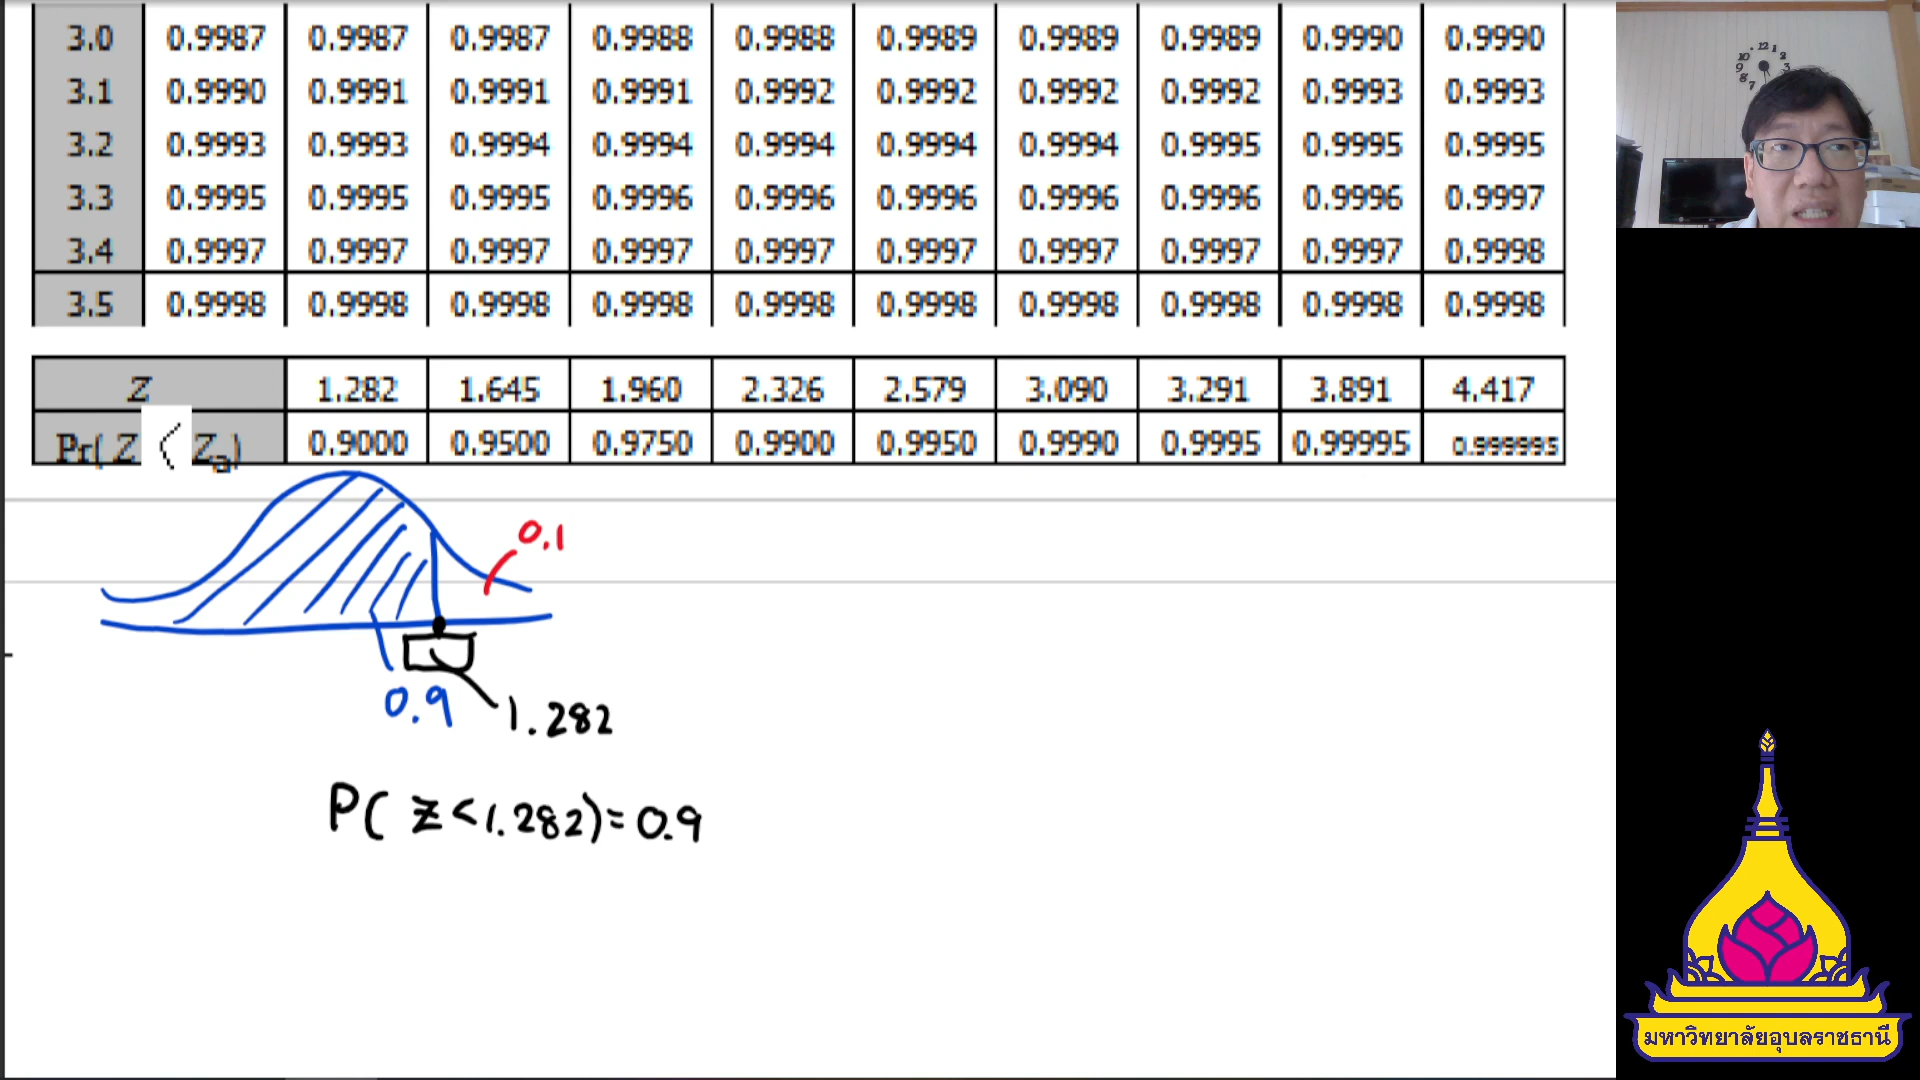 3.0 0.9987 0.9987 0.9987 0.9988 0.9988 0.9989 0.9989 0.9989 0.9990 0.9990
3.1 0.9990 0.9991 0.9991 0.9991 0.9992 0.9992 0.9992 0.9992 0.9993 0.9993
3.2 0.9993 0.9993 0.9994 0.9994 0.9994 0.9994 0.9994 0.9995 0.9995 0.9995
3.3 0.9995 0.9995 0.9995 0.9996 0.9996 0.9996 0.9996 0.9996 0.9996 0.9997
3.4 0.9997 0.9997 0.9997 0.9997 0.9997 0.9997 0.9997 0.9997 0.9997 0.9998
3.5 0.9998 0.9998 0.9998 0.9998 0.9998 0.9998 0.9998 0.9998 0.9998 0.9998
Z 1.282 1.645 1.960 2.326 2.579 3.090 3.291 3.891 4.417
Pr( Z < Za) 0.9000 0.9500 0.9750 0.9900 0.9950 0.9990 0.9995 0.99995 0.999995
0.1
0.9
1.282
P( Z < 1.282) = 0.9
10 12 1 2
9 3
8 7
มหาวิทยาลัยอุบลราชธานี